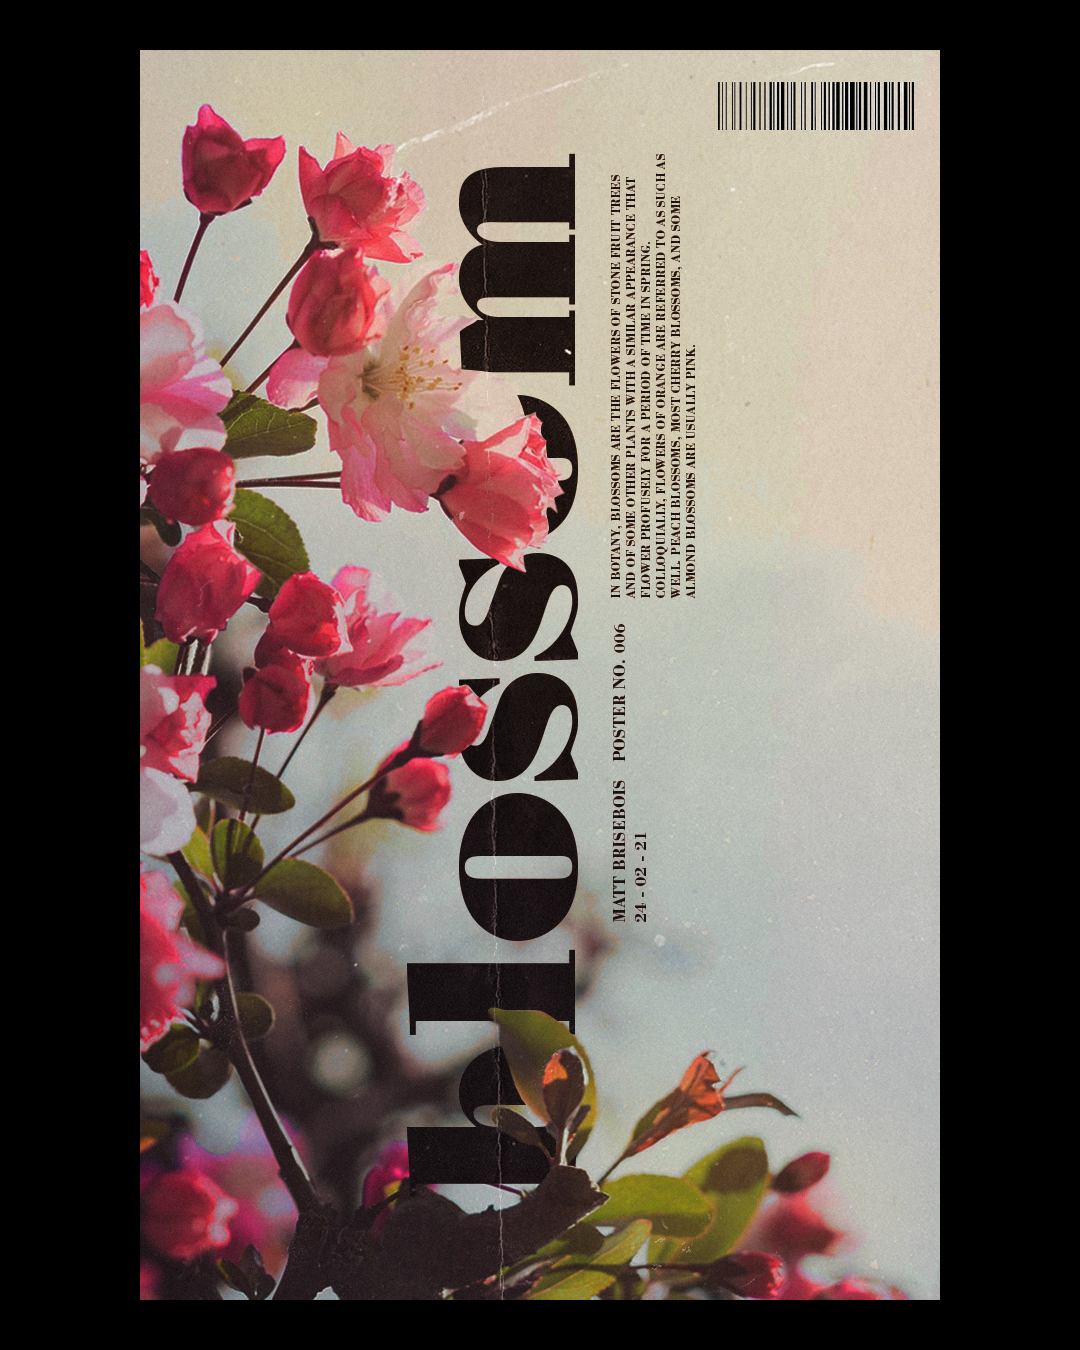 blossom
IN BOTANY, BLOSSOMS ARE THE FLOWERS OF STONE FRUIT TREES
AND OF SOME OTHER PLANTS WITH A SIMILAR APPEARANCE THAT
FLOWER PROFUSELY FOR A PERIOD OF TIME IN SPRING.
COLLOQUIALLY, FLOWERS OF ORANGE ARE REFERRED TO AS SUCH AS
WELL. PEACH BLOSSOMS, MOST CHERRY BLOSSOMS, AND SOME
ALMOND BLOSSOMS ARE USUALLY PINK.
MATT BRISEBOIS POSTER NO. 006
24 - 02 - 21